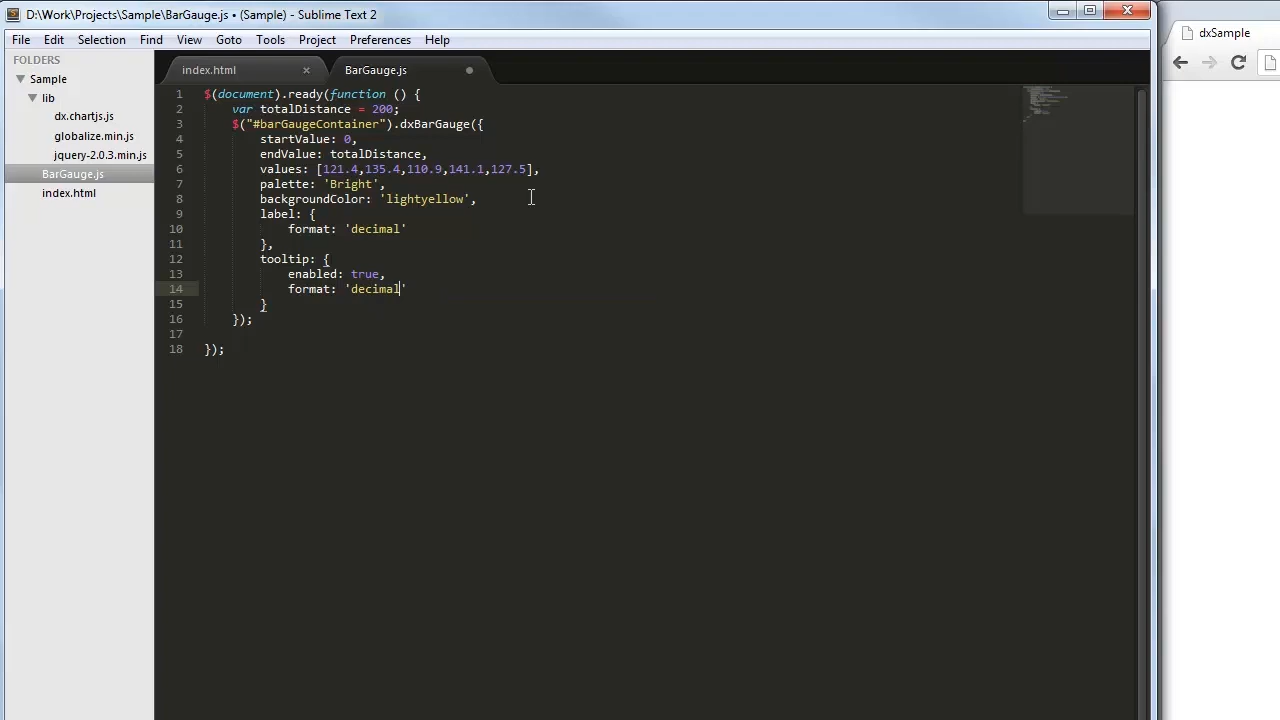 D:\Work\Projects\Sample\BarGauge.js • (Sample) - Sublime Text 2
File Edit Selection Find View Goto Tools Project Preferences Help
dxSample
FOLDERS
Sample
lib
dx.chartjs.js
globalize.min.js
jquery-2.0.3.min.js
BarGauge.js
index.html
index.html × BarGauge.js
1 $(document).ready(function () {
2 var totalDistance = 200;
3 $("#barGaugeContainer").dxBarGauge({
4 startValue: 0,
5 endValue: totalDistance,
6 values: [121.4,135.4,110.9,141.1,127.5],
7 palette: 'Bright',
8 backgroundColor: 'lightyellow',
9 label: {
10 format: 'decimal'
11 },
12 tooltip: {
13 enabled: true,
14 format: 'decimal'
15 }
16 });
17
18 });